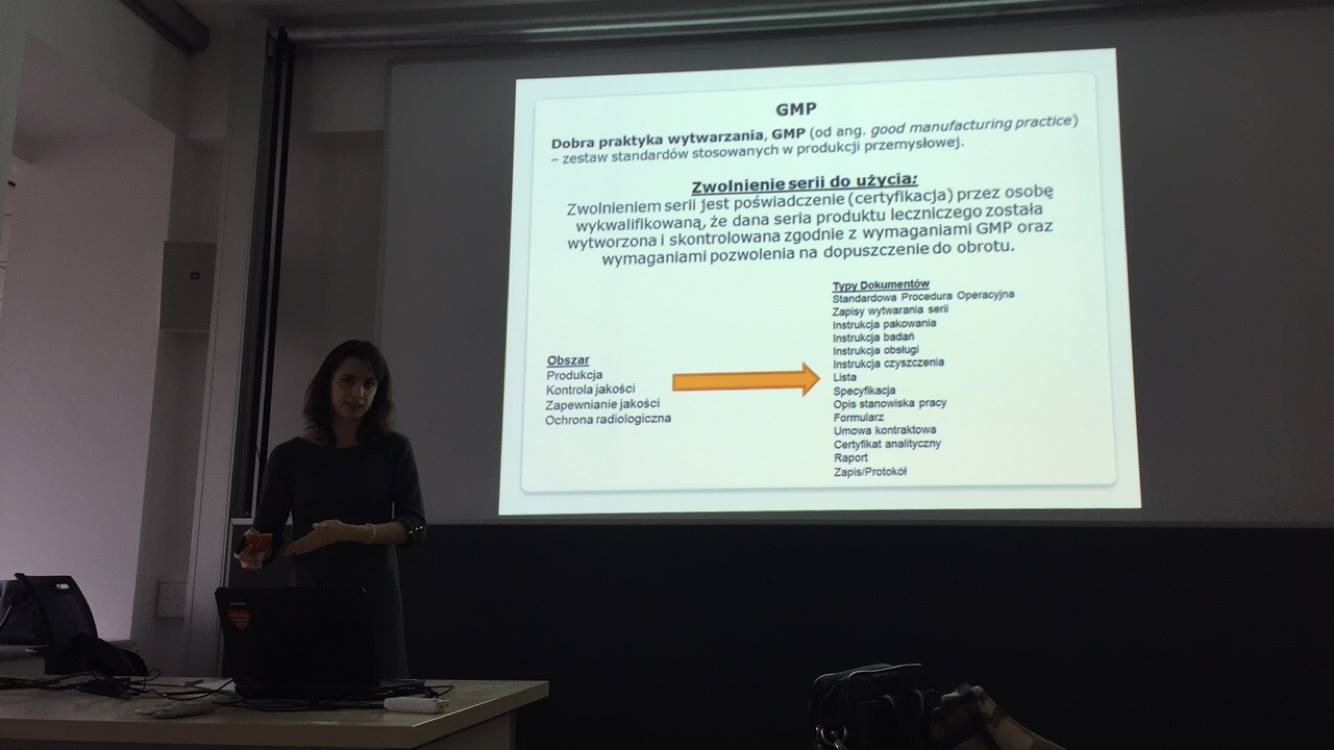 GMP
Dobra praktyka wytwarzania, GMP (od ang. good manufacturing practice)
– zestaw standardów stosowanych w produkcji przemysłowej.
Zwolnienie serii do użycia:
Zwolnieniem serii jest poświadczenie (certyfikacja) przez osobę
wykwalifikowaną, że dana seria produktu leczniczego została
wytworzona i skontrolowana zgodnie z wymaganiami GMP oraz
wymaganiami pozwolenia na dopuszczenie do obrotu.
Obszar
Produkcja
Kontrola jakości
Zapewnianie jakości
Ochrona radiologiczna
Typy Dokumentów
Standardowa Procedura Operacyjna
Zapisy wytwarania serii
Instrukcja pakowania
Instrukcja badań
Instrukcja obsługi
Instrukcja czyszczenia
Lista
Specyfikacja
Opis stanowiska pracy
Formularz
Umowa kontraktowa
Certyfikat analityczny
Raport
Zapis/Protokół